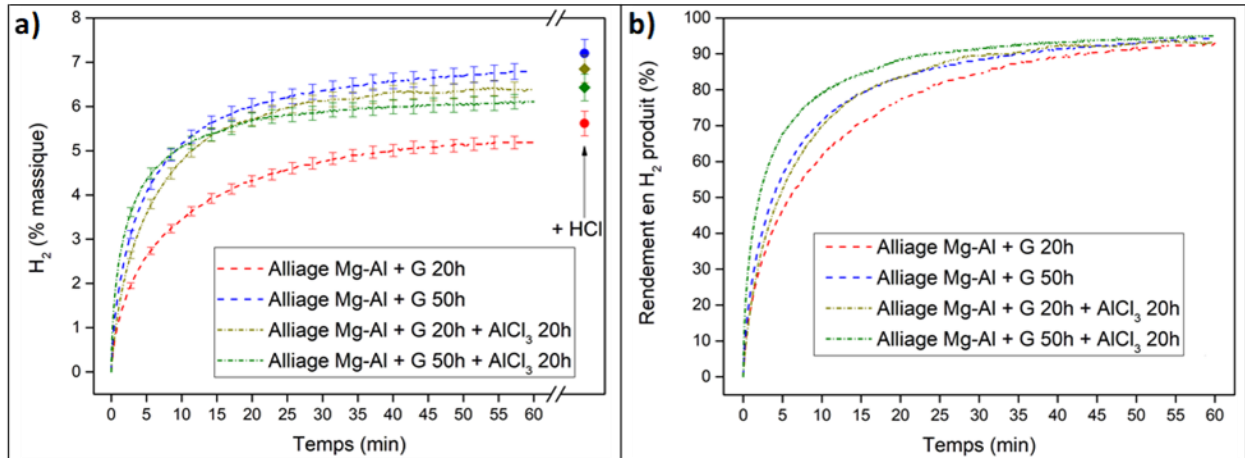 a)
H₂ (% massique)
8
7
6
5
4
3
2
1
0
+ HCl
Alliage Mg-Al + G 20h
Alliage Mg-Al + G 50h
Alliage Mg-Al + G 20h + AlCl₃ 20h
Alliage Mg-Al + G 50h + AlCl₃ 20h
0 5 10 15 20 25 30 35 40 45 50 55 60
Temps (min)
b)
Rendement en H₂ produit (%)
100
90
80
70
60
50
40
30
20
10
0
Alliage Mg-Al + G 20h
Alliage Mg-Al + G 50h
Alliage Mg-Al + G 20h + AlCl₃ 20h
Alliage Mg-Al + G 50h + AlCl₃ 20h
0 5 10 15 20 25 30 35 40 45 50 55 60
Temps (min)